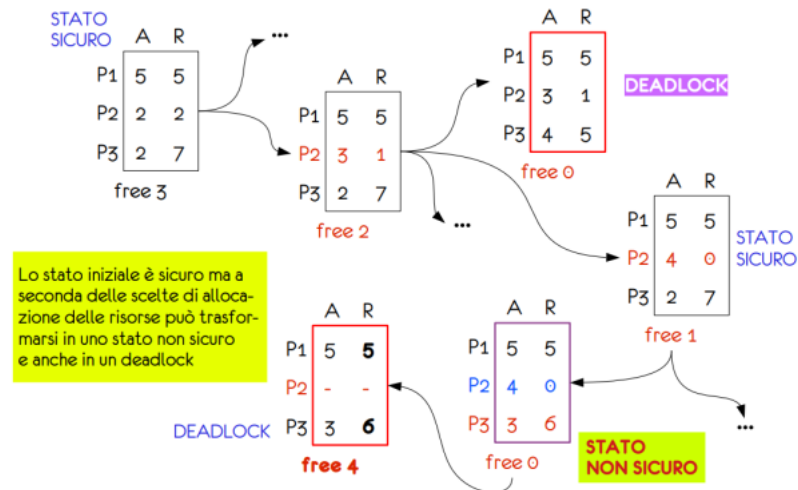 STATO
SICURO
A R
P1 5 5
P2 2 2
P3 2 7
free 3
...
A R
P1 5 5
P2 3 1
P3 2 7
free 2
...
A R
P1 5 5
P2 3 1
P3 4 5
free 0
DEADLOCK
A R
P1 5 5
P2 4 0
P3 2 7
free 1
STATO
SICURO
...
Lo stato iniziale è sicuro ma a
seconda delle scelte di alloca-
zione delle risorse può trasfor-
marsi in uno stato non sicuro
e anche in un deadlock
A R
P1 5 5
P2 4 0
P3 3 6
free 0
STATO
NON SICURO
A R
P1 5 5
P2 - -
P3 3 6
free 4
DEADLOCK